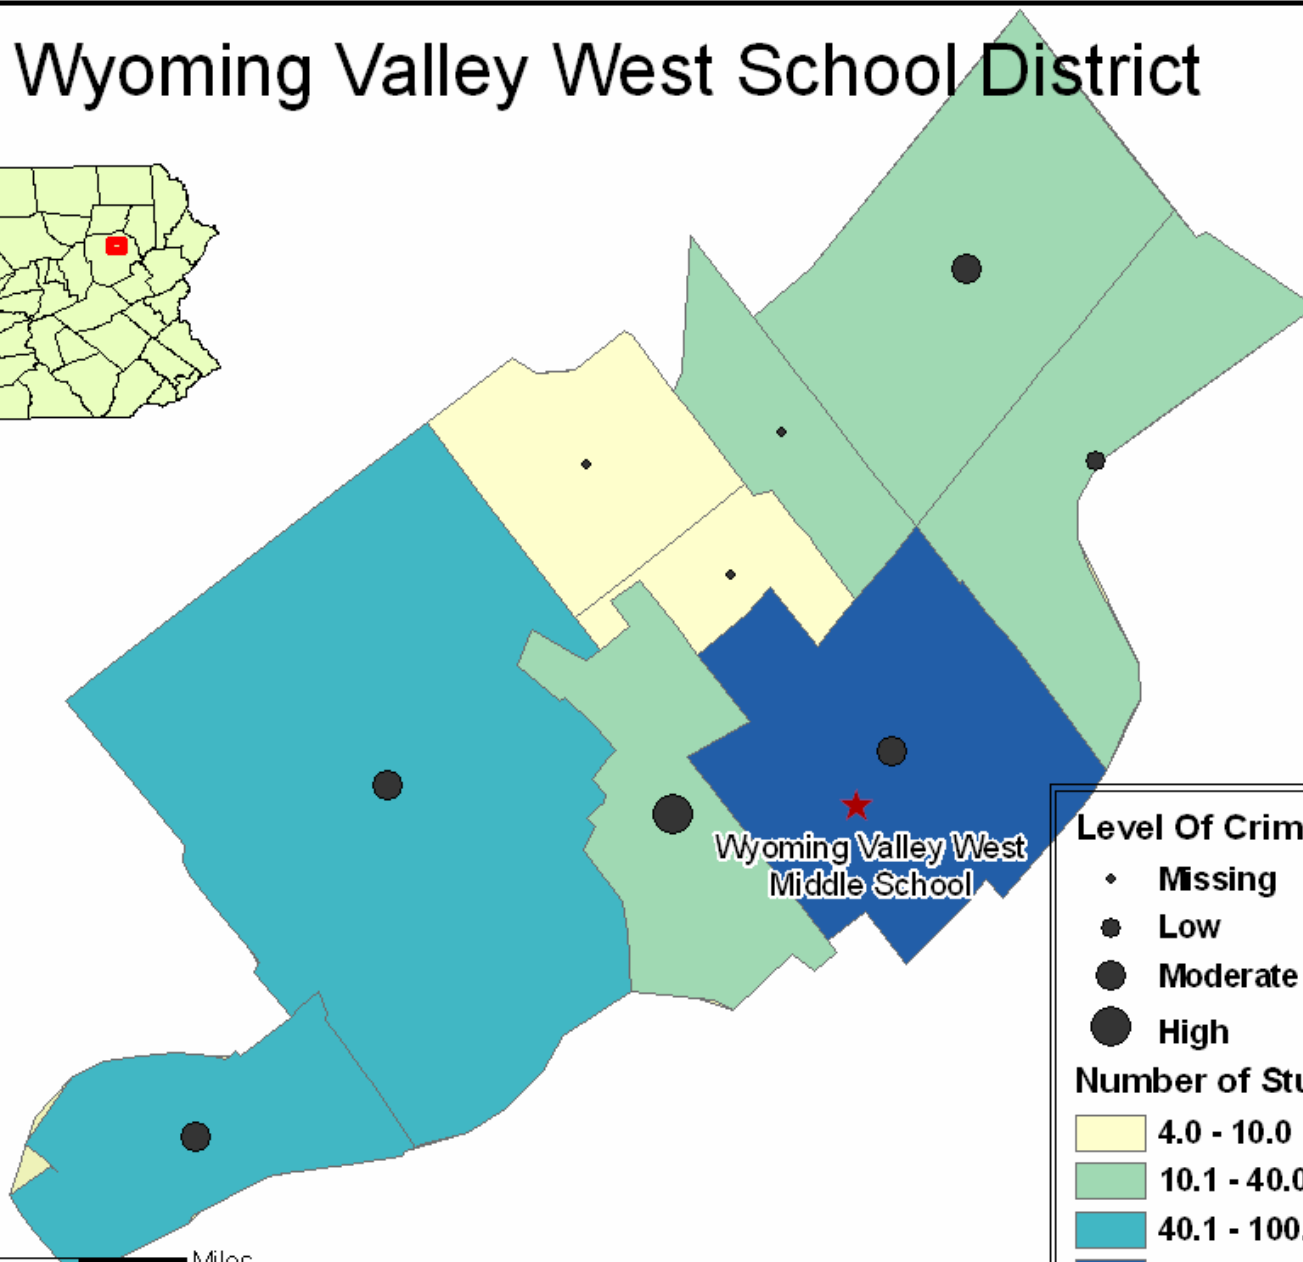 Wyoming Valley West School District
Wyoming Valley West
Middle School
Level Of Crim
Missing
Low
Moderate
High
Number of Stu
4.0 - 10.0
10.1 - 40.0
40.1 - 100.
Miles